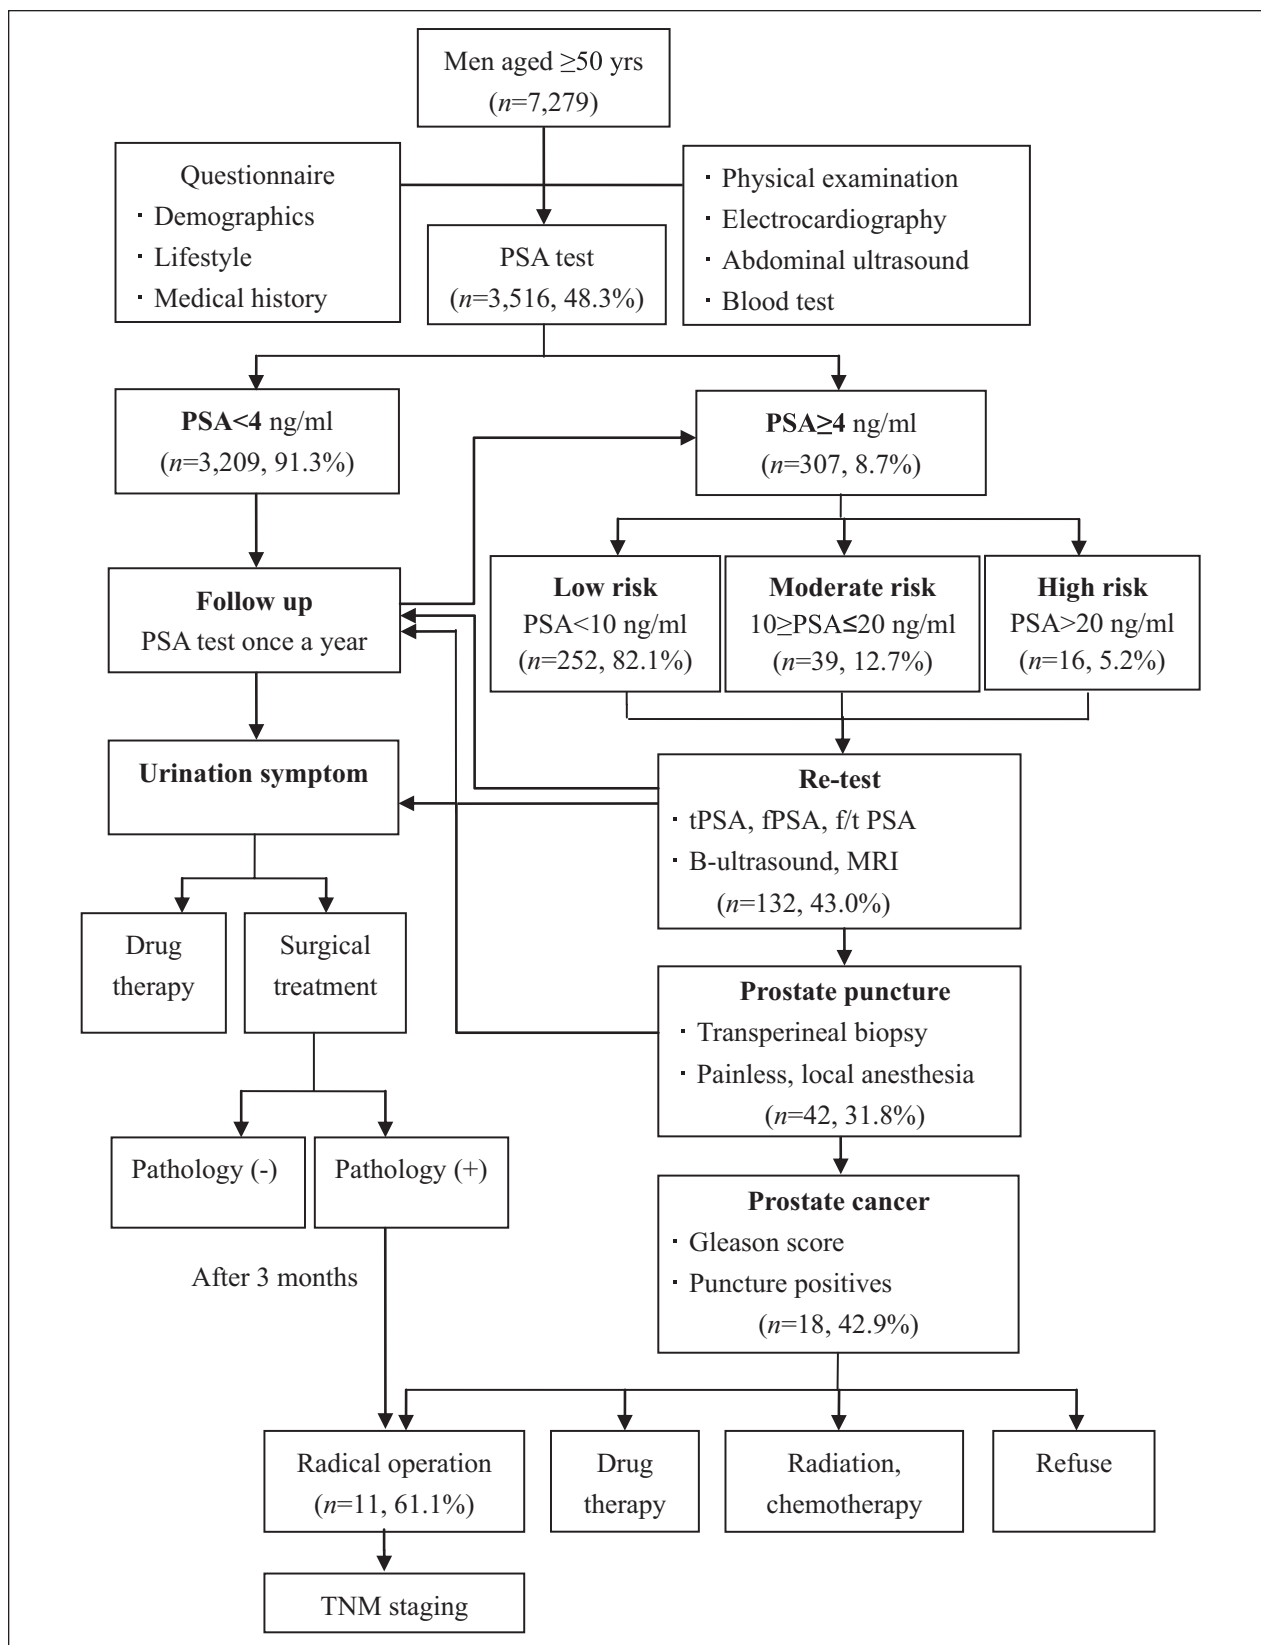 Men aged ≥50 yrs
(n=7,279)
Questionnaire
· Demographics
· Lifestyle
· Medical history
· Physical examination
· Electrocardiography
· Abdominal ultrasound
· Blood test
PSA test
(n=3,516, 48.3%)
PSA<4 ng/ml
(n=3,209, 91.3%)
PSA≥4 ng/ml
(n=307, 8.7%)
Follow up
PSA test once a year
Low risk
PSA<10 ng/ml
(n=252, 82.1%)
Moderate risk
10≥PSA≤20 ng/ml
(n=39, 12.7%)
High risk
PSA>20 ng/ml
(n=16, 5.2%)
Urination symptom
Re-test
· tPSA, fPSA, f/t PSA
· B-ultrasound, MRI
(n=132, 43.0%)
Drug
therapy
Surgical
treatment
Prostate puncture
· Transperineal biopsy
· Painless, local anesthesia
(n=42, 31.8%)
Pathology (-)
Pathology (+)
Prostate cancer
· Gleason score
· Puncture positives
(n=18, 42.9%)
After 3 months
Radical operation
(n=11, 61.1%)
Drug
therapy
Radiation,
chemotherapy
Refuse
TNM staging